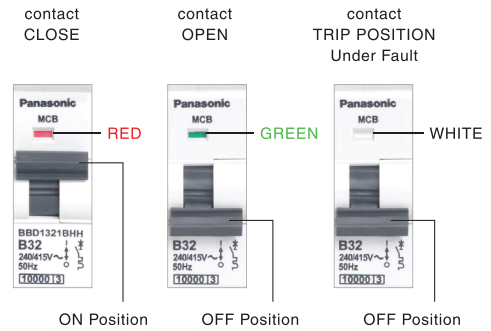 contact
CLOSE
contact
OPEN
contact
TRIP POSITION
Under Fault
Panasonic
MCB
RED
BBD1321BHH
B32
240/415V~
50Hz
10000 3
ON Position
Panasonic
MCB
GREEN
B32
240/415V~
50Hz
10000 3
OFF Position
Panasonic
MCB
WHITE
B32
240/415V~
50Hz
10000 3
OFF Position